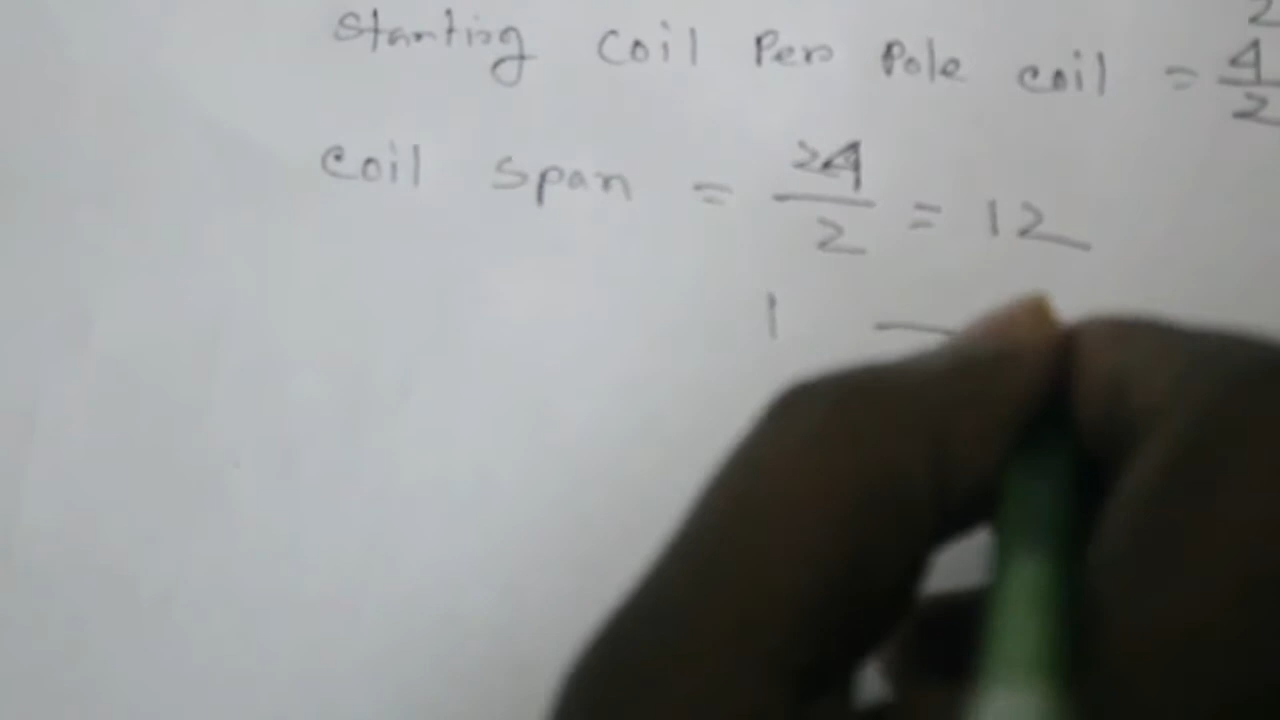 Starting coil Per Pole coil = 4/2
coil span = 24/2 = 12
1 —